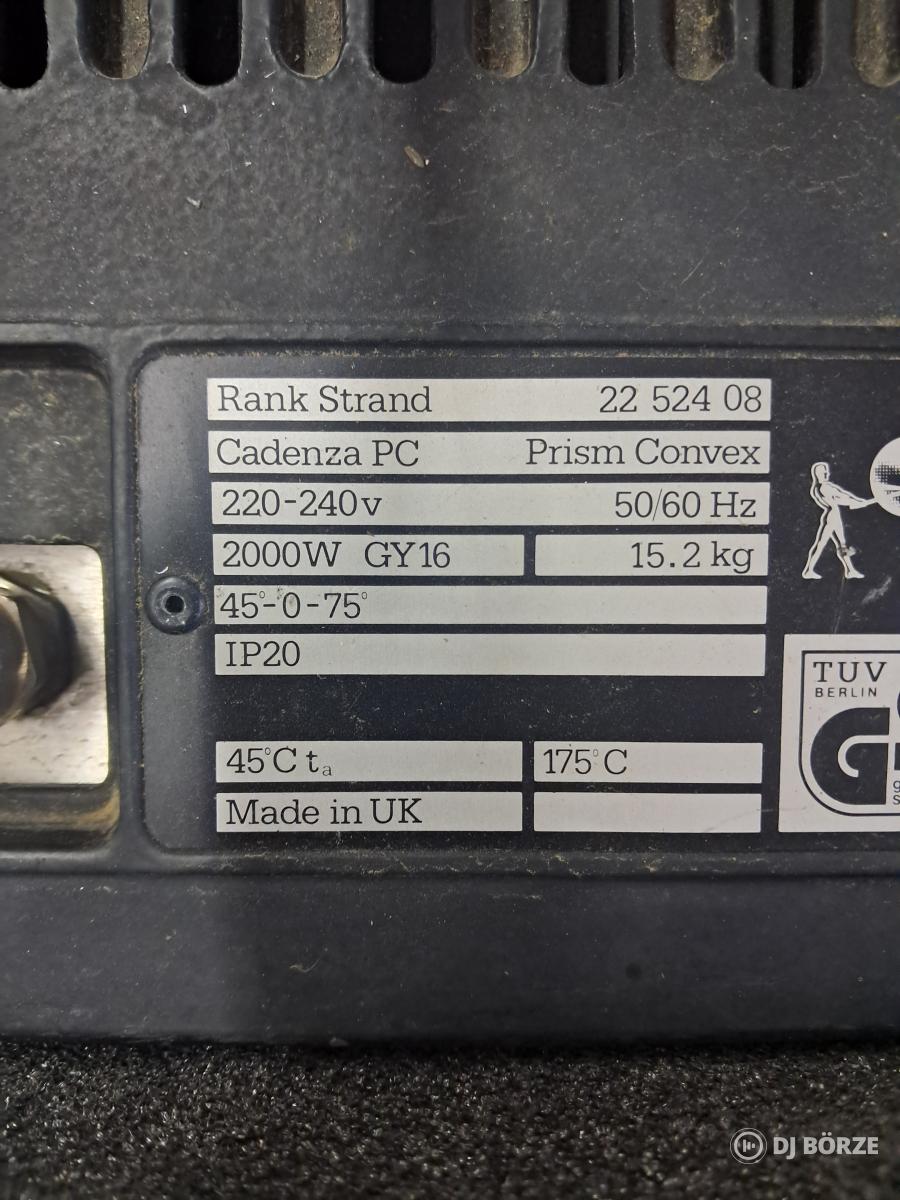 Rank Strand 22 524 08
Cadenza PC Prism Convex
220-240v 50/60 Hz
2000W GY16 15.2 kg
45°-0-75°
IP20
TUV
BERLIN
45°C ta 175°C
Made in UK
DJ BÖRZE